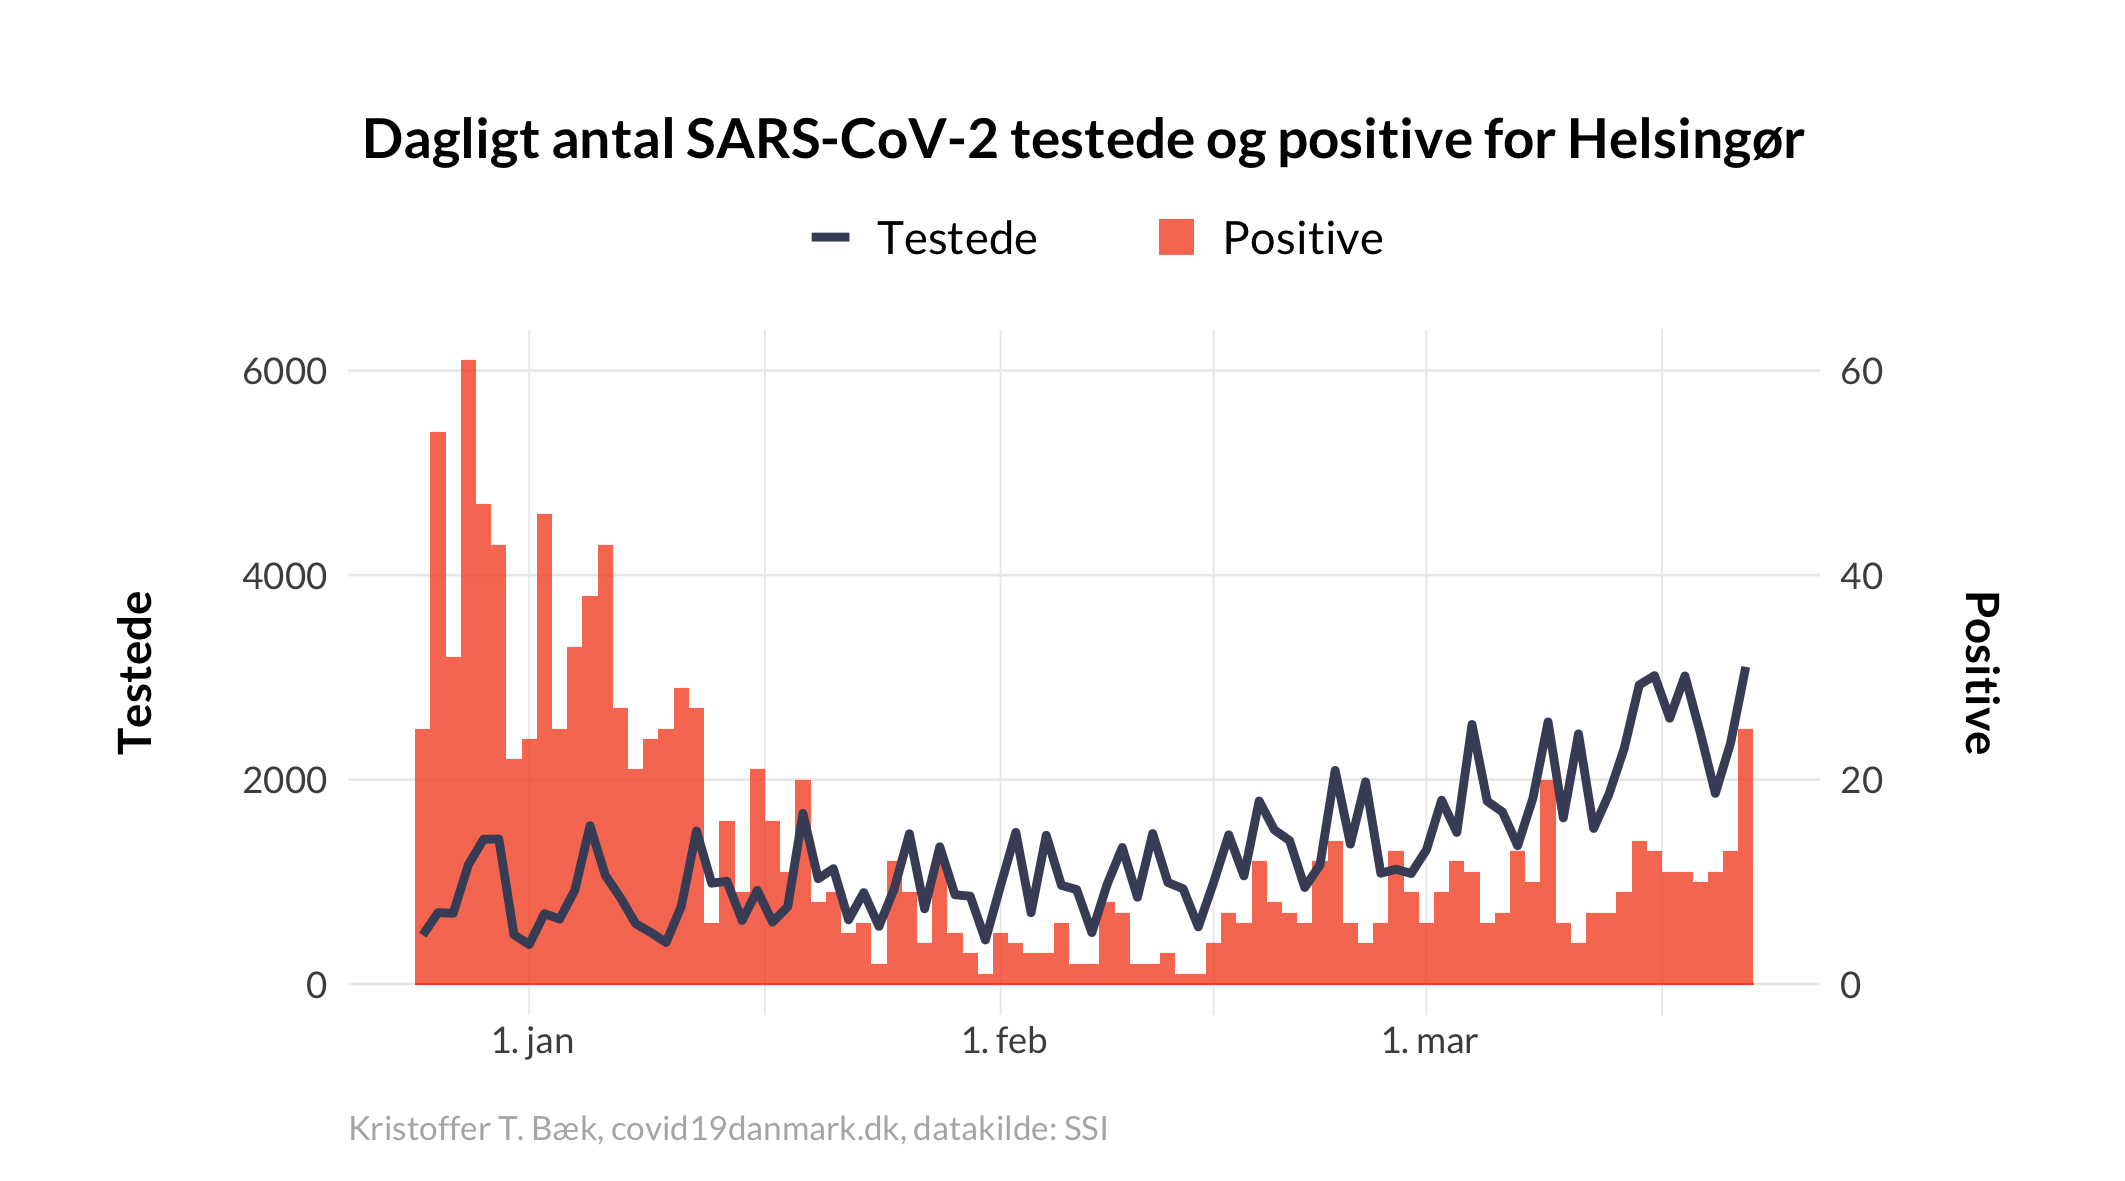 Dagligt antal SARS-CoV-2 testede og positive for Helsingør
Testede
Positive
6000
4000
2000
0
60
40
20
0
Testede
Positive
1. jan
1. feb
1. mar
Kristoffer T. Bæk, covid19danmark.dk, datakilde: SSI